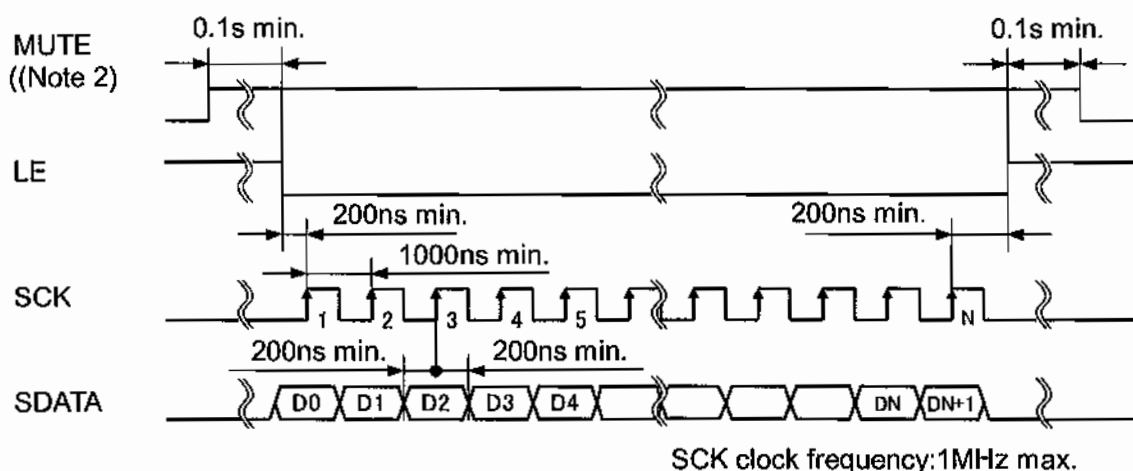 0.1s min.
0.1s min.
MUTE
((Note 2)
LE
200ns min.
200ns min.
1000ns min.
SCK
1 2 3 4 5 N
200ns min.
200ns min.
SDATA
D0 D1 D2 D3 D4 DN DN+1
SCK clock frequency:1MHz max.